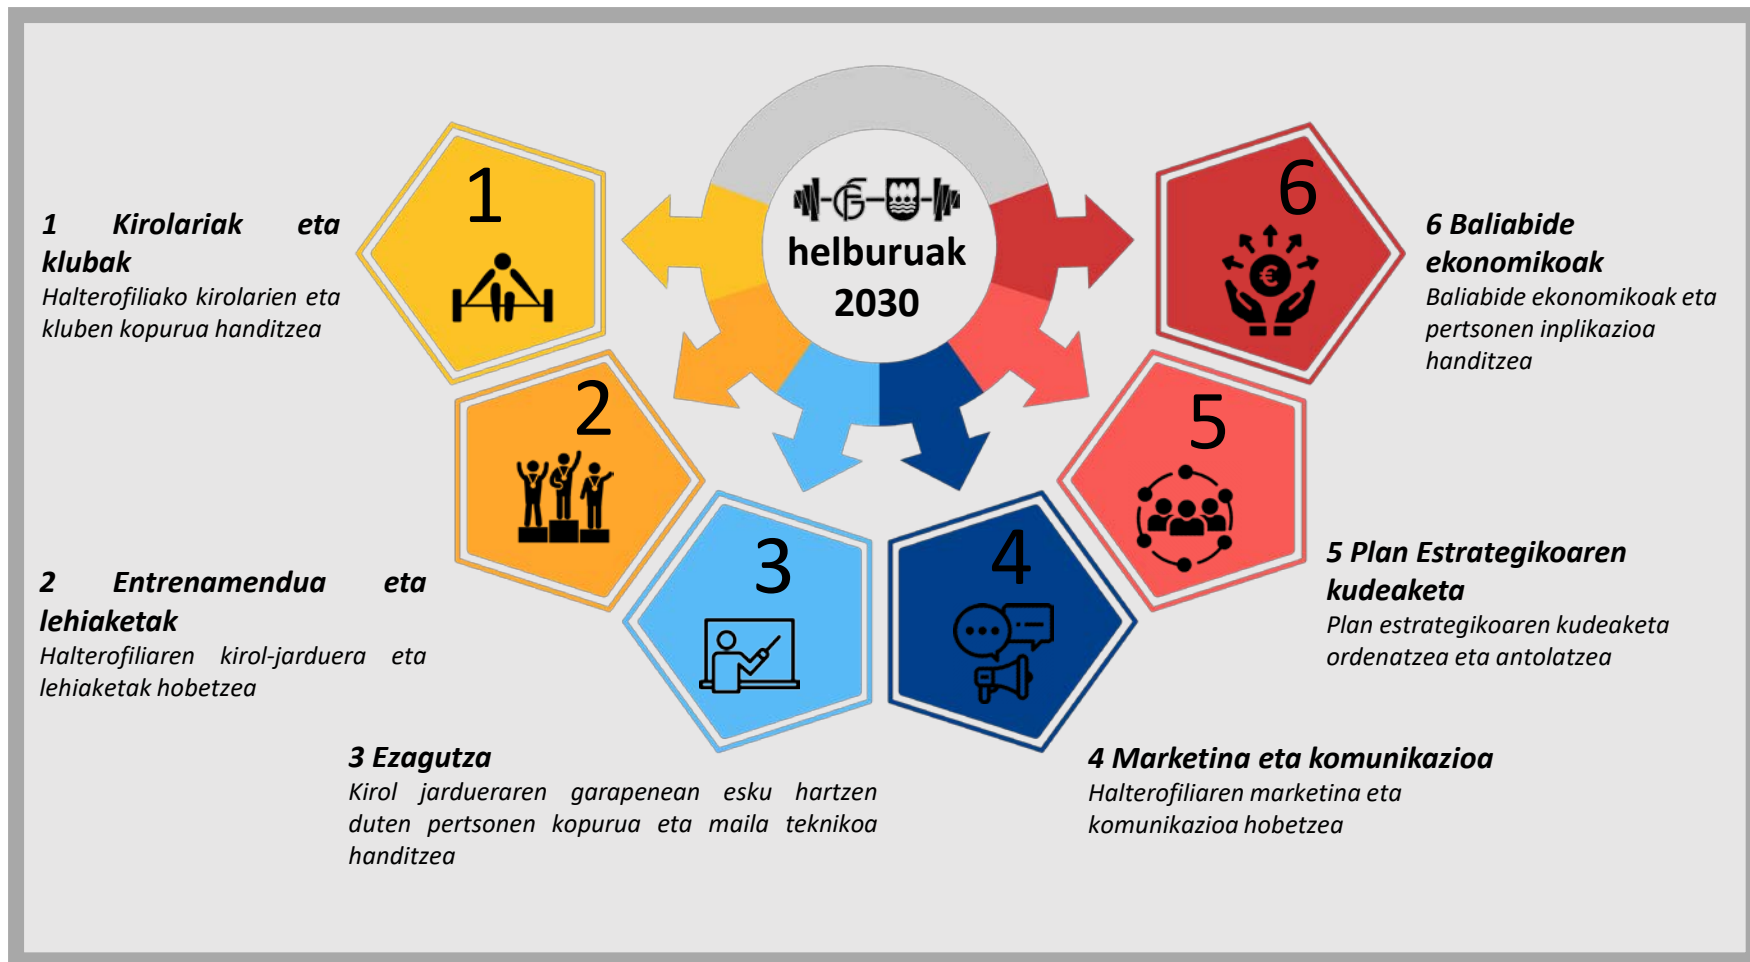 helburuak
2030
1
1 Kirolariak eta
klubak
Halterofiliako kirolarien eta
kluben kopurua handitzea
2
2 Entrenamendua eta
lehiaketak
Halterofiliaren kirol-jarduera eta
lehiaketak hobetzea
3
3 Ezagutza
Kirol jardueraren garapenean esku hartzen
duten pertsonen kopurua eta maila teknikoa
handitzea
4
4 Marketina eta komunikazioa
Halterofiliaren marketina eta
komunikazioa hobetzea
5
5 Plan Estrategikoaren
kudeaketa
Plan estrategikoaren kudeaketa
ordenatzea eta antolatzea
6
€
6 Baliabide
ekonomikoak
Baliabide ekonomikoak eta
pertsonen inplikazioa
handitzea